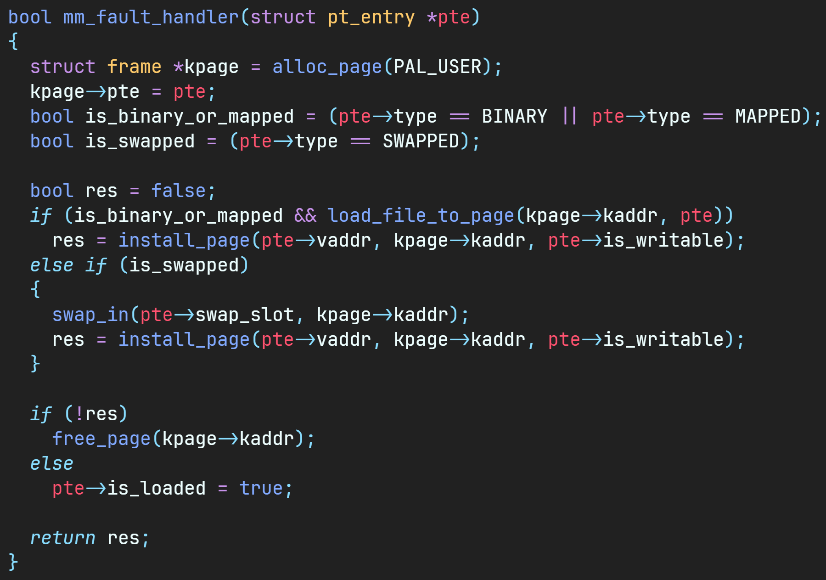 bool mm_fault_handler(struct pt_entry *pte)
{
  struct frame *kpage = alloc_page(PAL_USER);
  kpage->pte = pte;
  bool is_binary_or_mapped = (pte->type == BINARY || pte->type == MAPPED);
  bool is_swapped = (pte->type == SWAPPED);

  bool res = false;
  if (is_binary_or_mapped && load_file_to_page(kpage->kaddr, pte))
    res = install_page(pte->vaddr, kpage->kaddr, pte->is_writable);
  else if (is_swapped)
  {
    swap_in(pte->swap_slot, kpage->kaddr);
    res = install_page(pte->vaddr, kpage->kaddr, pte->is_writable);
  }

  if (!res)
    free_page(kpage->kaddr);
  else
    pte->is_loaded = true;

  return res;
}